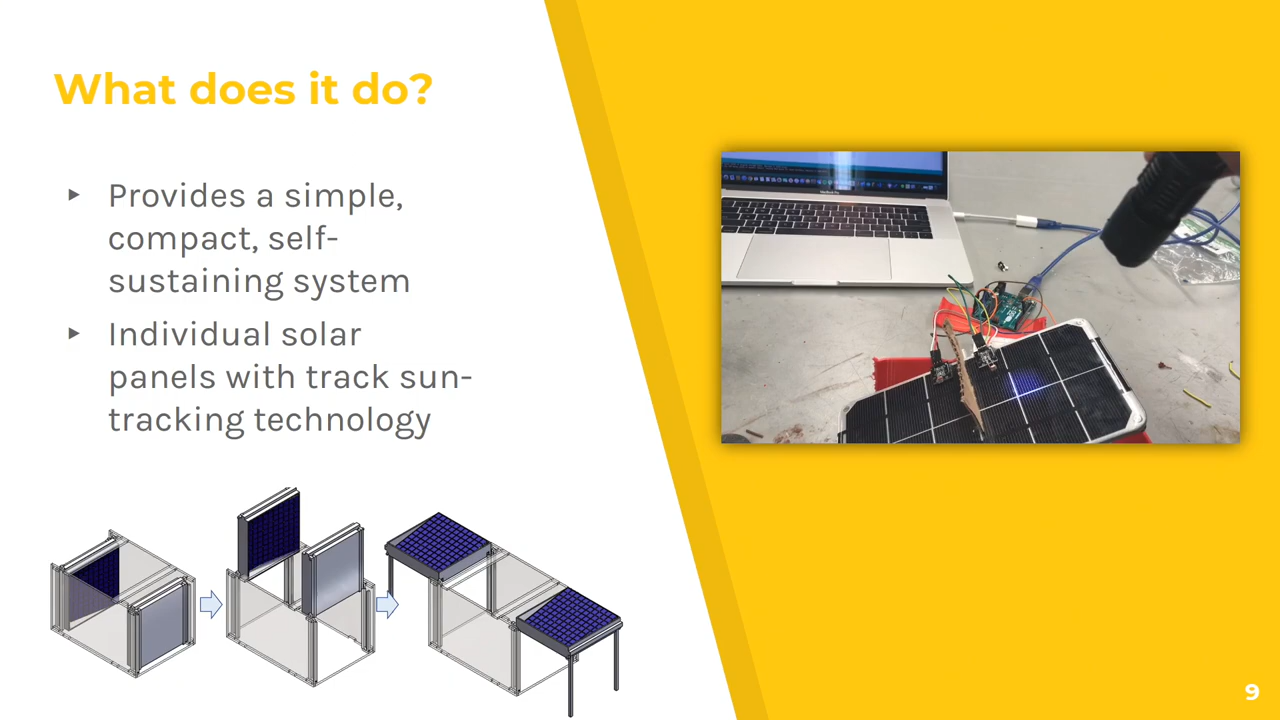 What does it do?
Provides a simple,
compact, self-
sustaining system
Individual solar
panels with track sun-
tracking technology
9